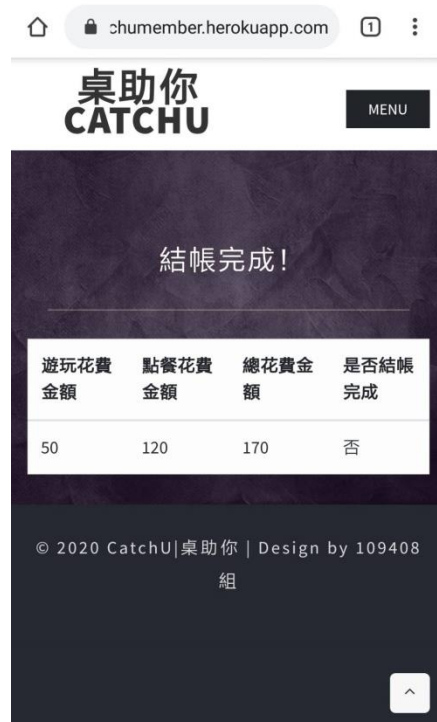 chumember.herokuapp.com
1
桌助你
CATCHU
MENU
結帳完成!
遊玩花費金額 點餐花費金額 總花費金額 是否結帳完成
50 120 170 否
© 2020 CatchU|桌助你 | Design by 109408
組